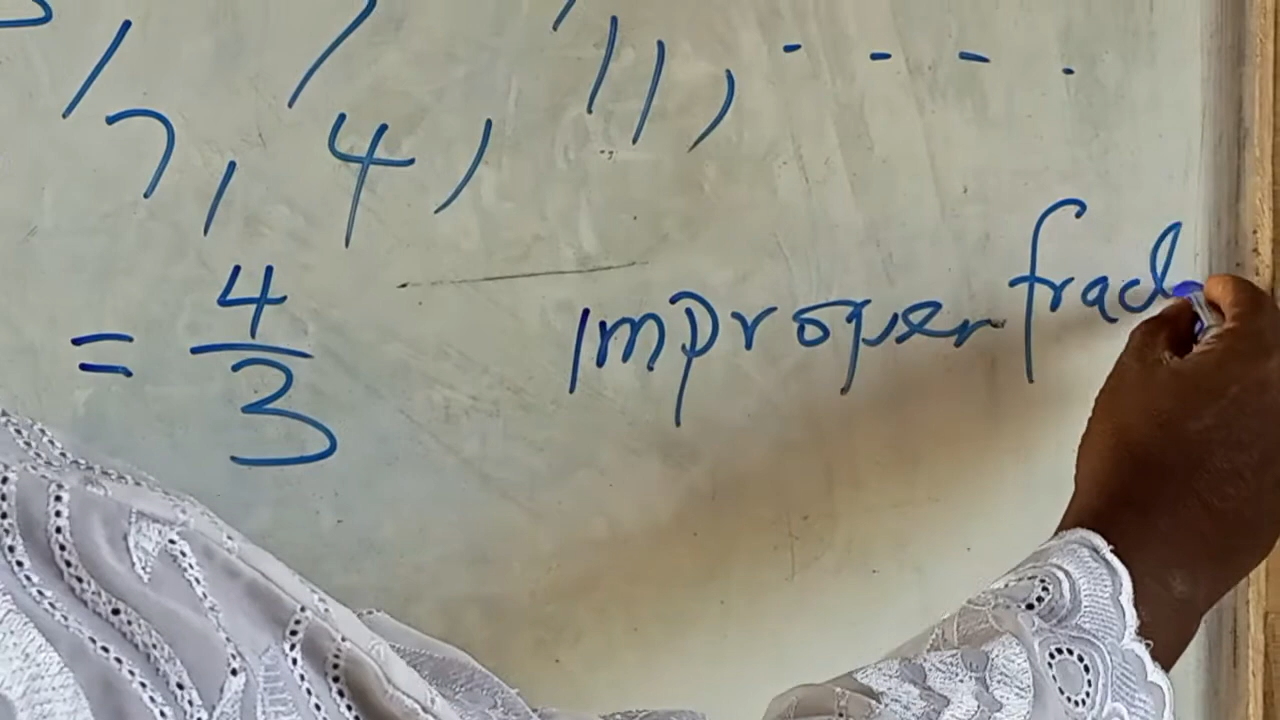 , , 11, - - - .
7, 4,
= 4/3 improper frac